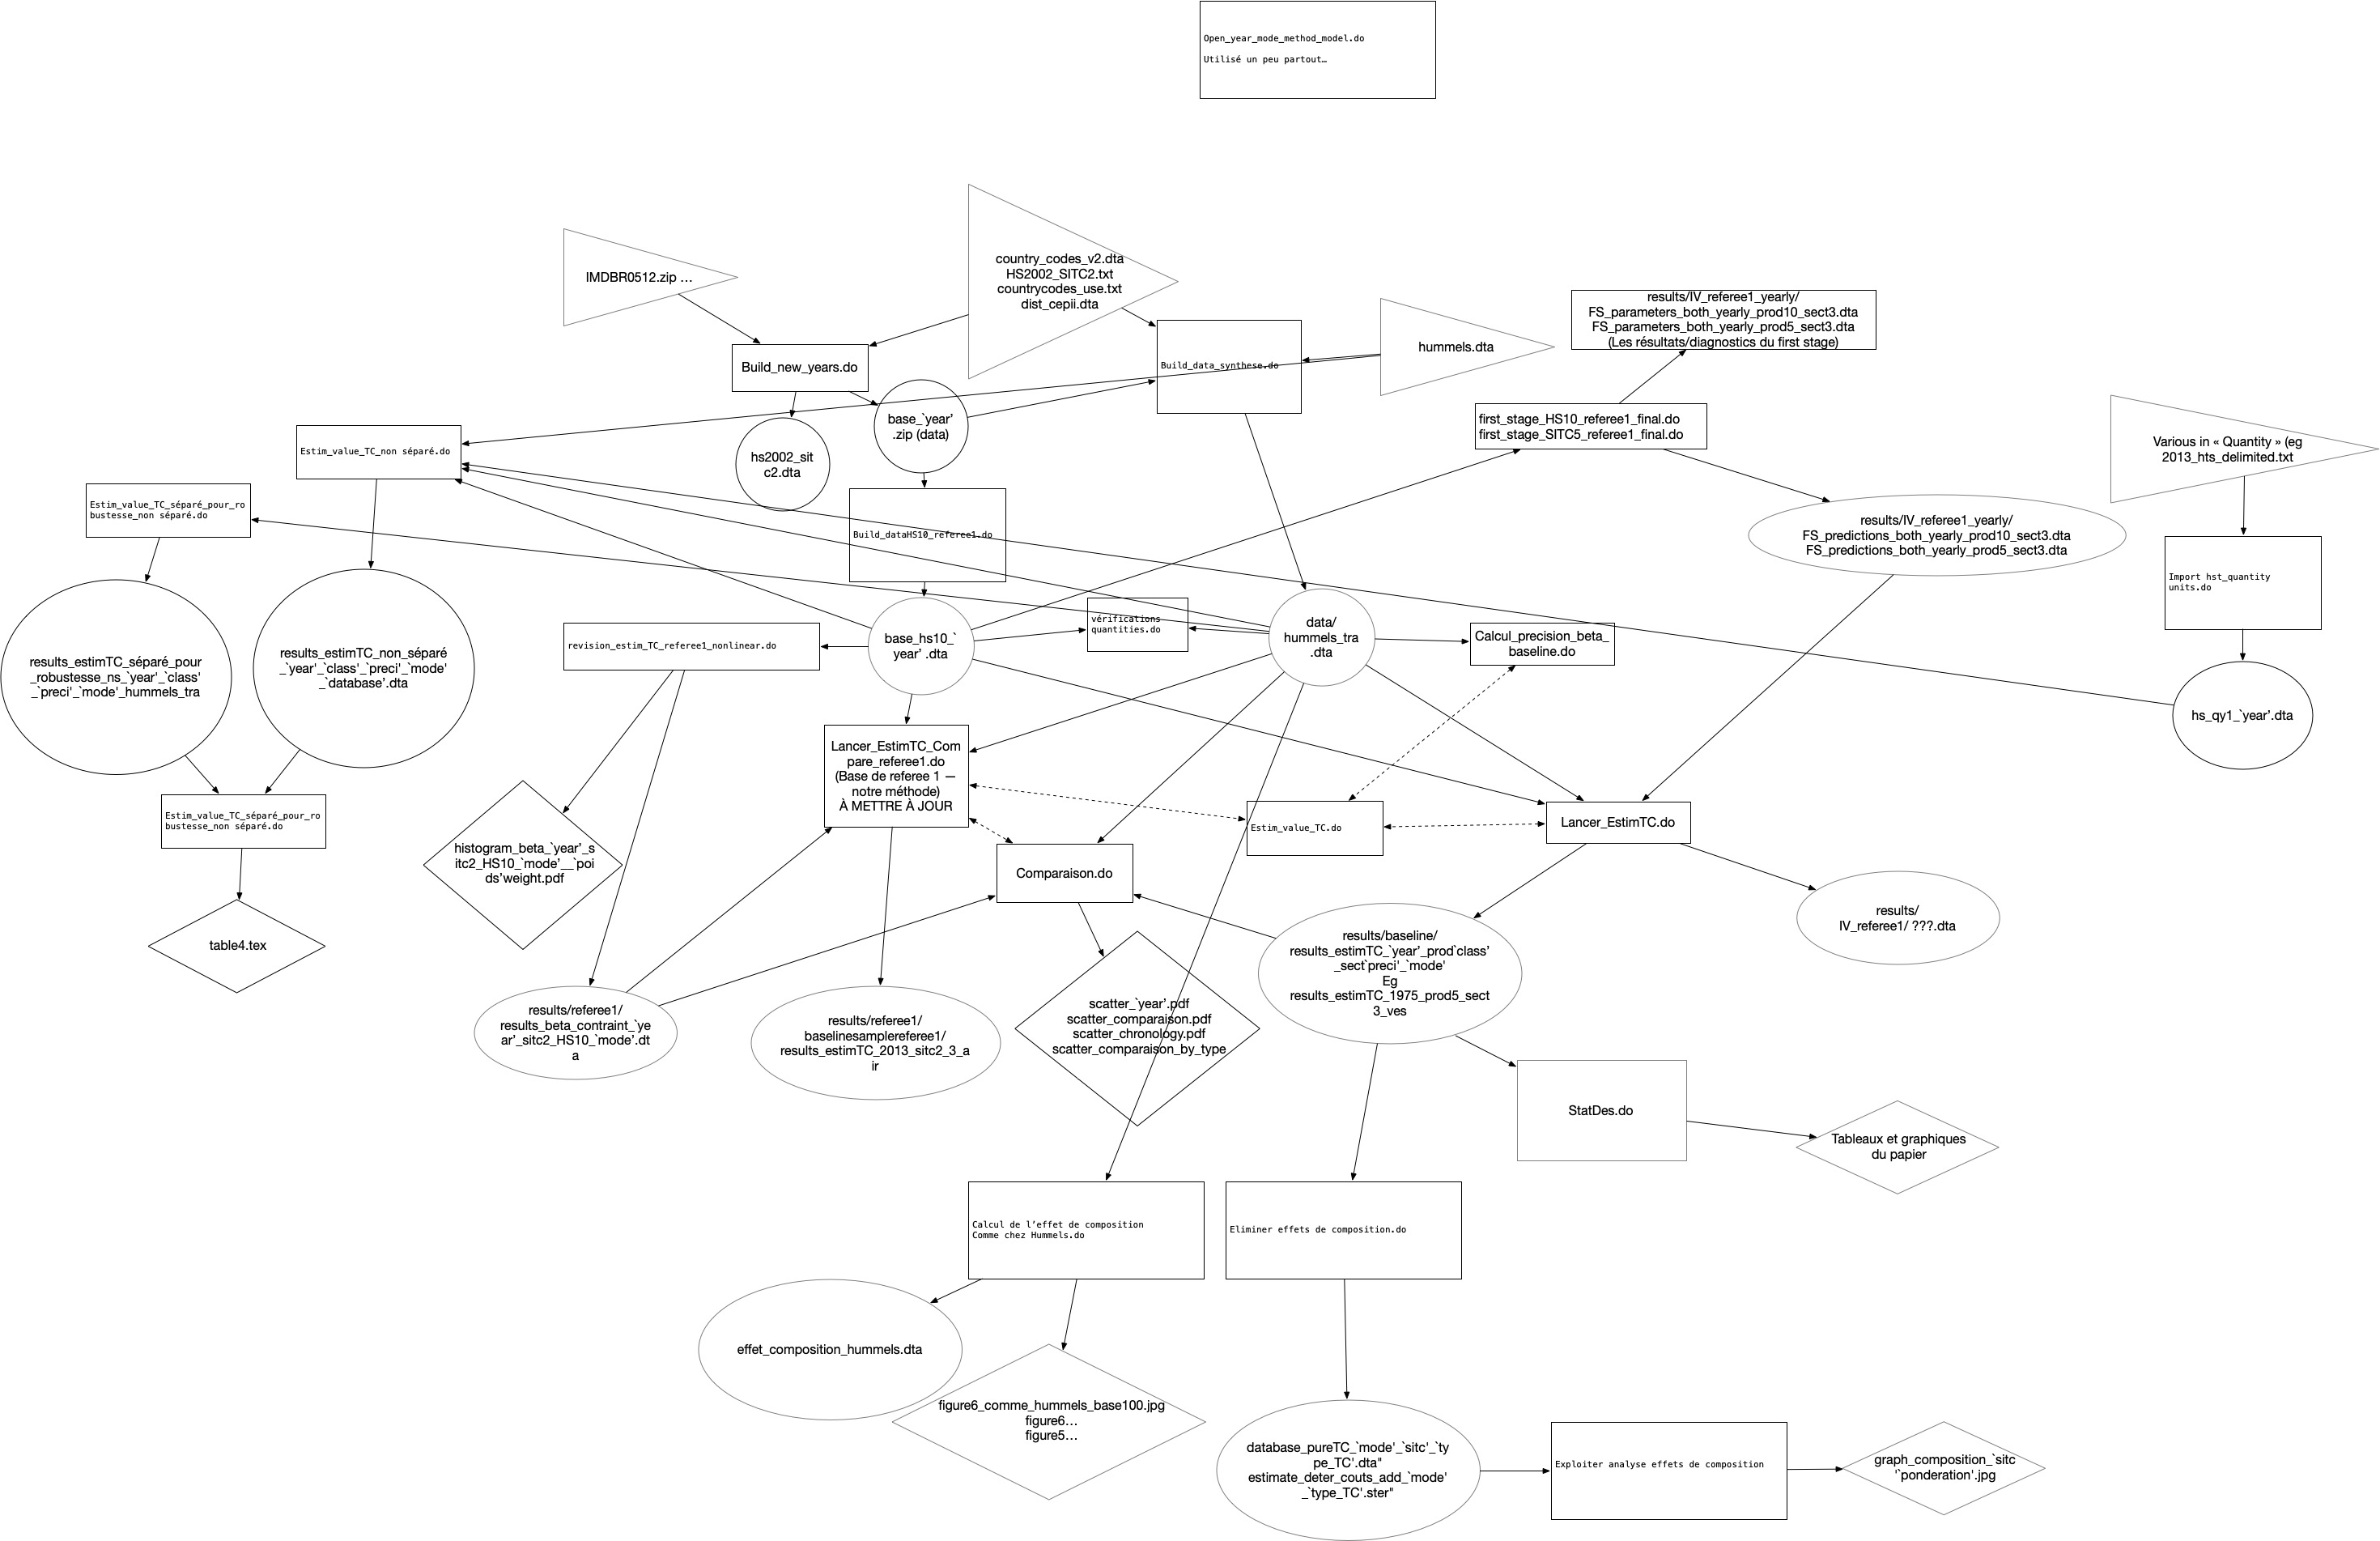 Open_year_mode_method_model.do
Utilisé un peu partout…
IMDBR0512.zip …
country_codes_v2.dta
HS2002_SITC2.txt
countrycodes_use.txt
dist_cepii.dta
hummels.dta
results/IV_referee1_yearly/
FS_parameters_both_yearly_prod10_sect3.dta
FS_parameters_both_yearly_prod5_sect3.dta
(Les résultats/diagnostics du first stage)
Build_new_years.do
Build_data_synthese.do
base_`year’
.zip (data)
first_stage_HS10_referee1_final.do
first_stage_SITC5_referee1_final.do
Various in « Quantity » (eg
2013_hts_delimited.txt
Estim_value_TC_non séparé.do
hs2002_sit
c2.dta
Estim_value_TC_séparé_pour_ro
bustesse_non séparé.do
Build_dataHS10_referee1.do
results/IV_referee1_yearly/
FS_predictions_both_yearly_prod10_sect3.dta
FS_predictions_both_yearly_prod5_sect3.dta
Import hst_quantity
units.do
results_estimTC_séparé_pour
_robustesse_ns_`year'_`class'
_`preci'_`mode'_hummels_tra
results_estimTC_non_séparé
_`year'_`class'_`preci'_`mode'
_`database’.dta
revision_estim_TC_referee1_nonlinear.do
base_hs10_`
year’ .dta
vérifications
quantities.do
data/
hummels_tra
.dta
Calcul_precision_beta_
baseline.do
hs_qy1_`year’.dta
Lancer_EstimTC_Com
pare_referee1.do
(Base de referee 1 —
notre méthode)
À METTRE À JOUR
Estim_value_TC_séparé_pour_ro
bustesse_non séparé.do
Estim_value_TC.do
Lancer_EstimTC.do
histogram_beta_`year’_s
itc2_HS10_`mode’__`poi
ds’weight.pdf
Comparaison.do
table4.tex
results/
IV_referee1/ ???.dta
results/baseline/
results_estimTC_`year’_prod`class’
_sect`preci'_`mode'
Eg
results_estimTC_1975_prod5_sect
3_ves
results/referee1/
results_beta_contraint_`ye
ar’_sitc2_HS10_`mode’.dt
a
results/referee1/
baselinesamplereferee1/
results_estimTC_2013_sitc2_3_a
ir
scatter_`year’.pdf
scatter_comparaison.pdf
scatter_chronology.pdf
scatter_comparaison_by_type
StatDes.do
Tableaux et graphiques
du papier
Calcul de l’effet de composition
Comme chez Hummels.do
Eliminer effets de composition.do
effet_composition_hummels.dta
figure6_comme_hummels_base100.jpg
figure6…
figure5…
database_pureTC_`mode'_`sitc'_`ty
pe_TC'.dta"
estimate_deter_couts_add_`mode'
_`type_TC'.ster"
Exploiter analyse effets de composition
graph_composition_`sitc
'`ponderation'.jpg